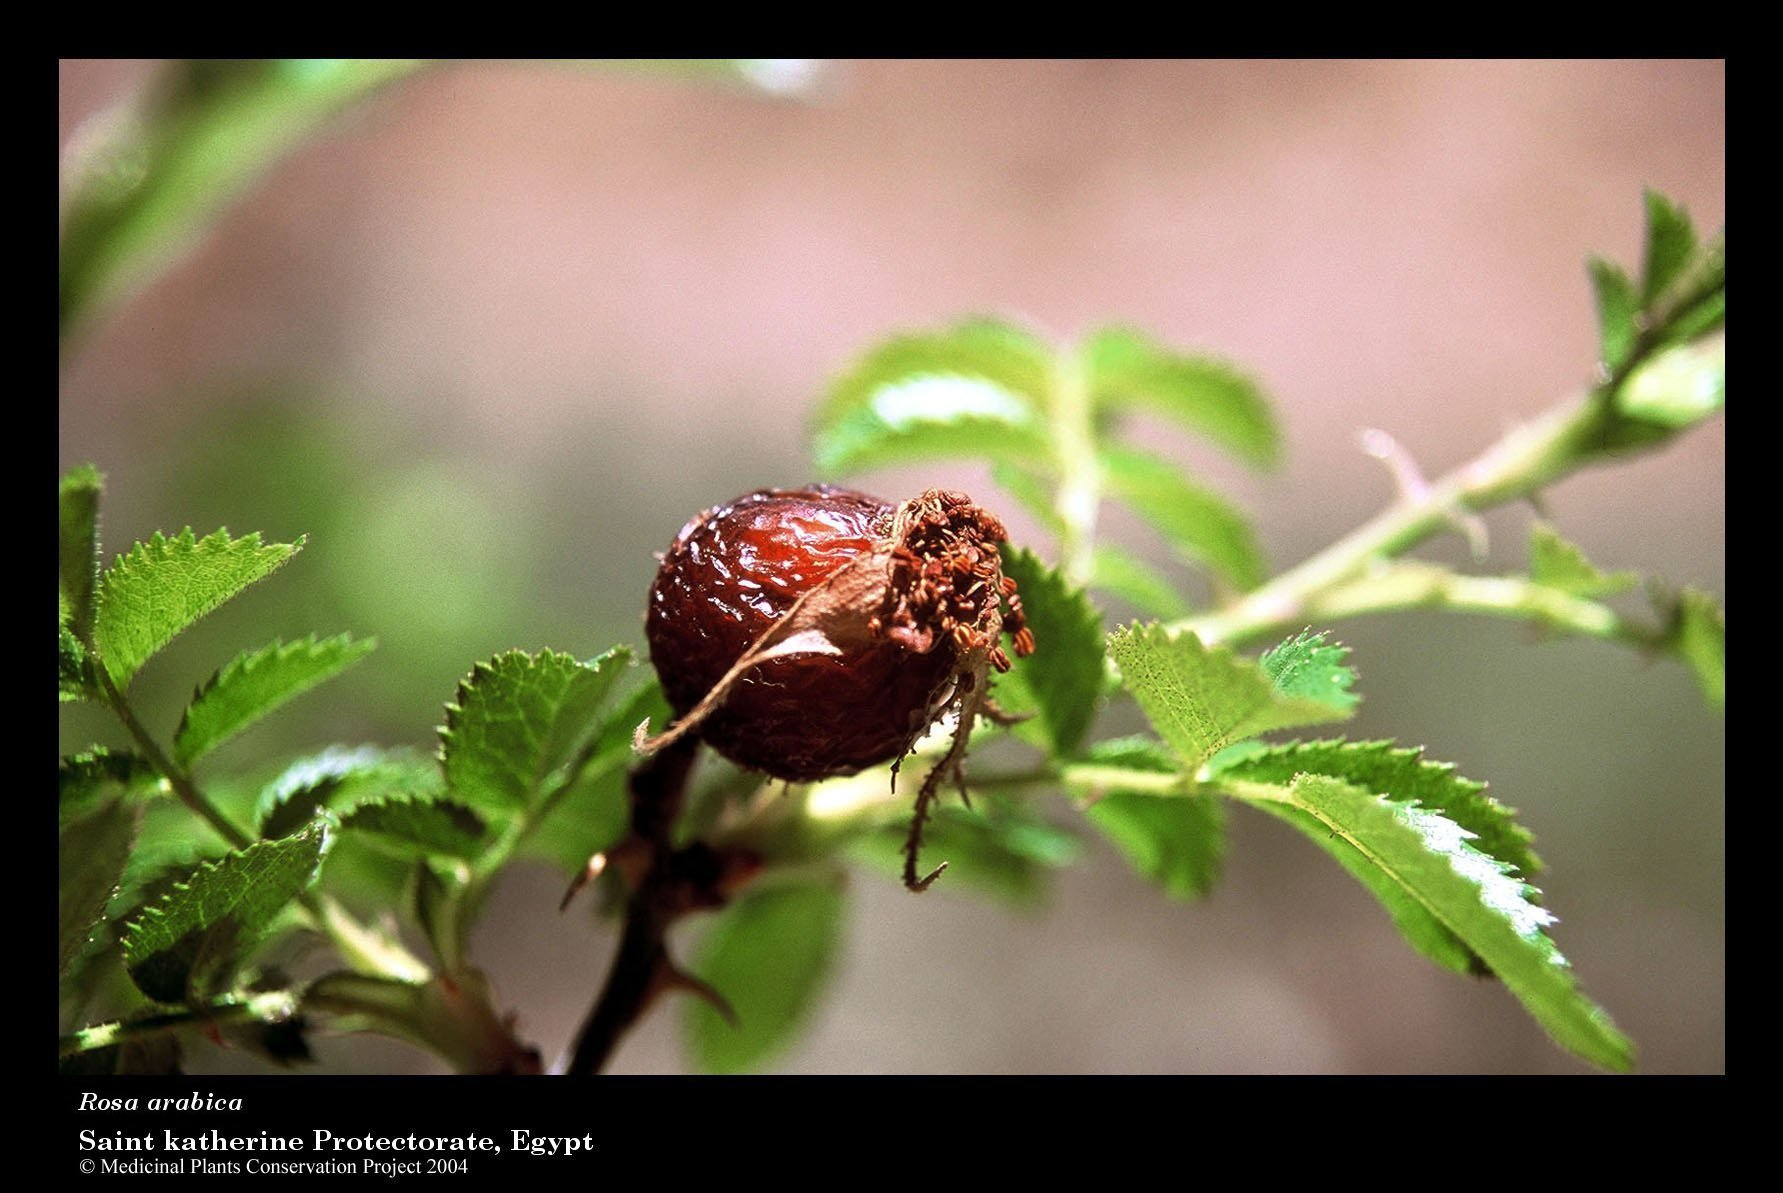 Rosa arabica
Saint katherine Protectorate, Egypt
© Medicinal Plants Conservation Project 2004